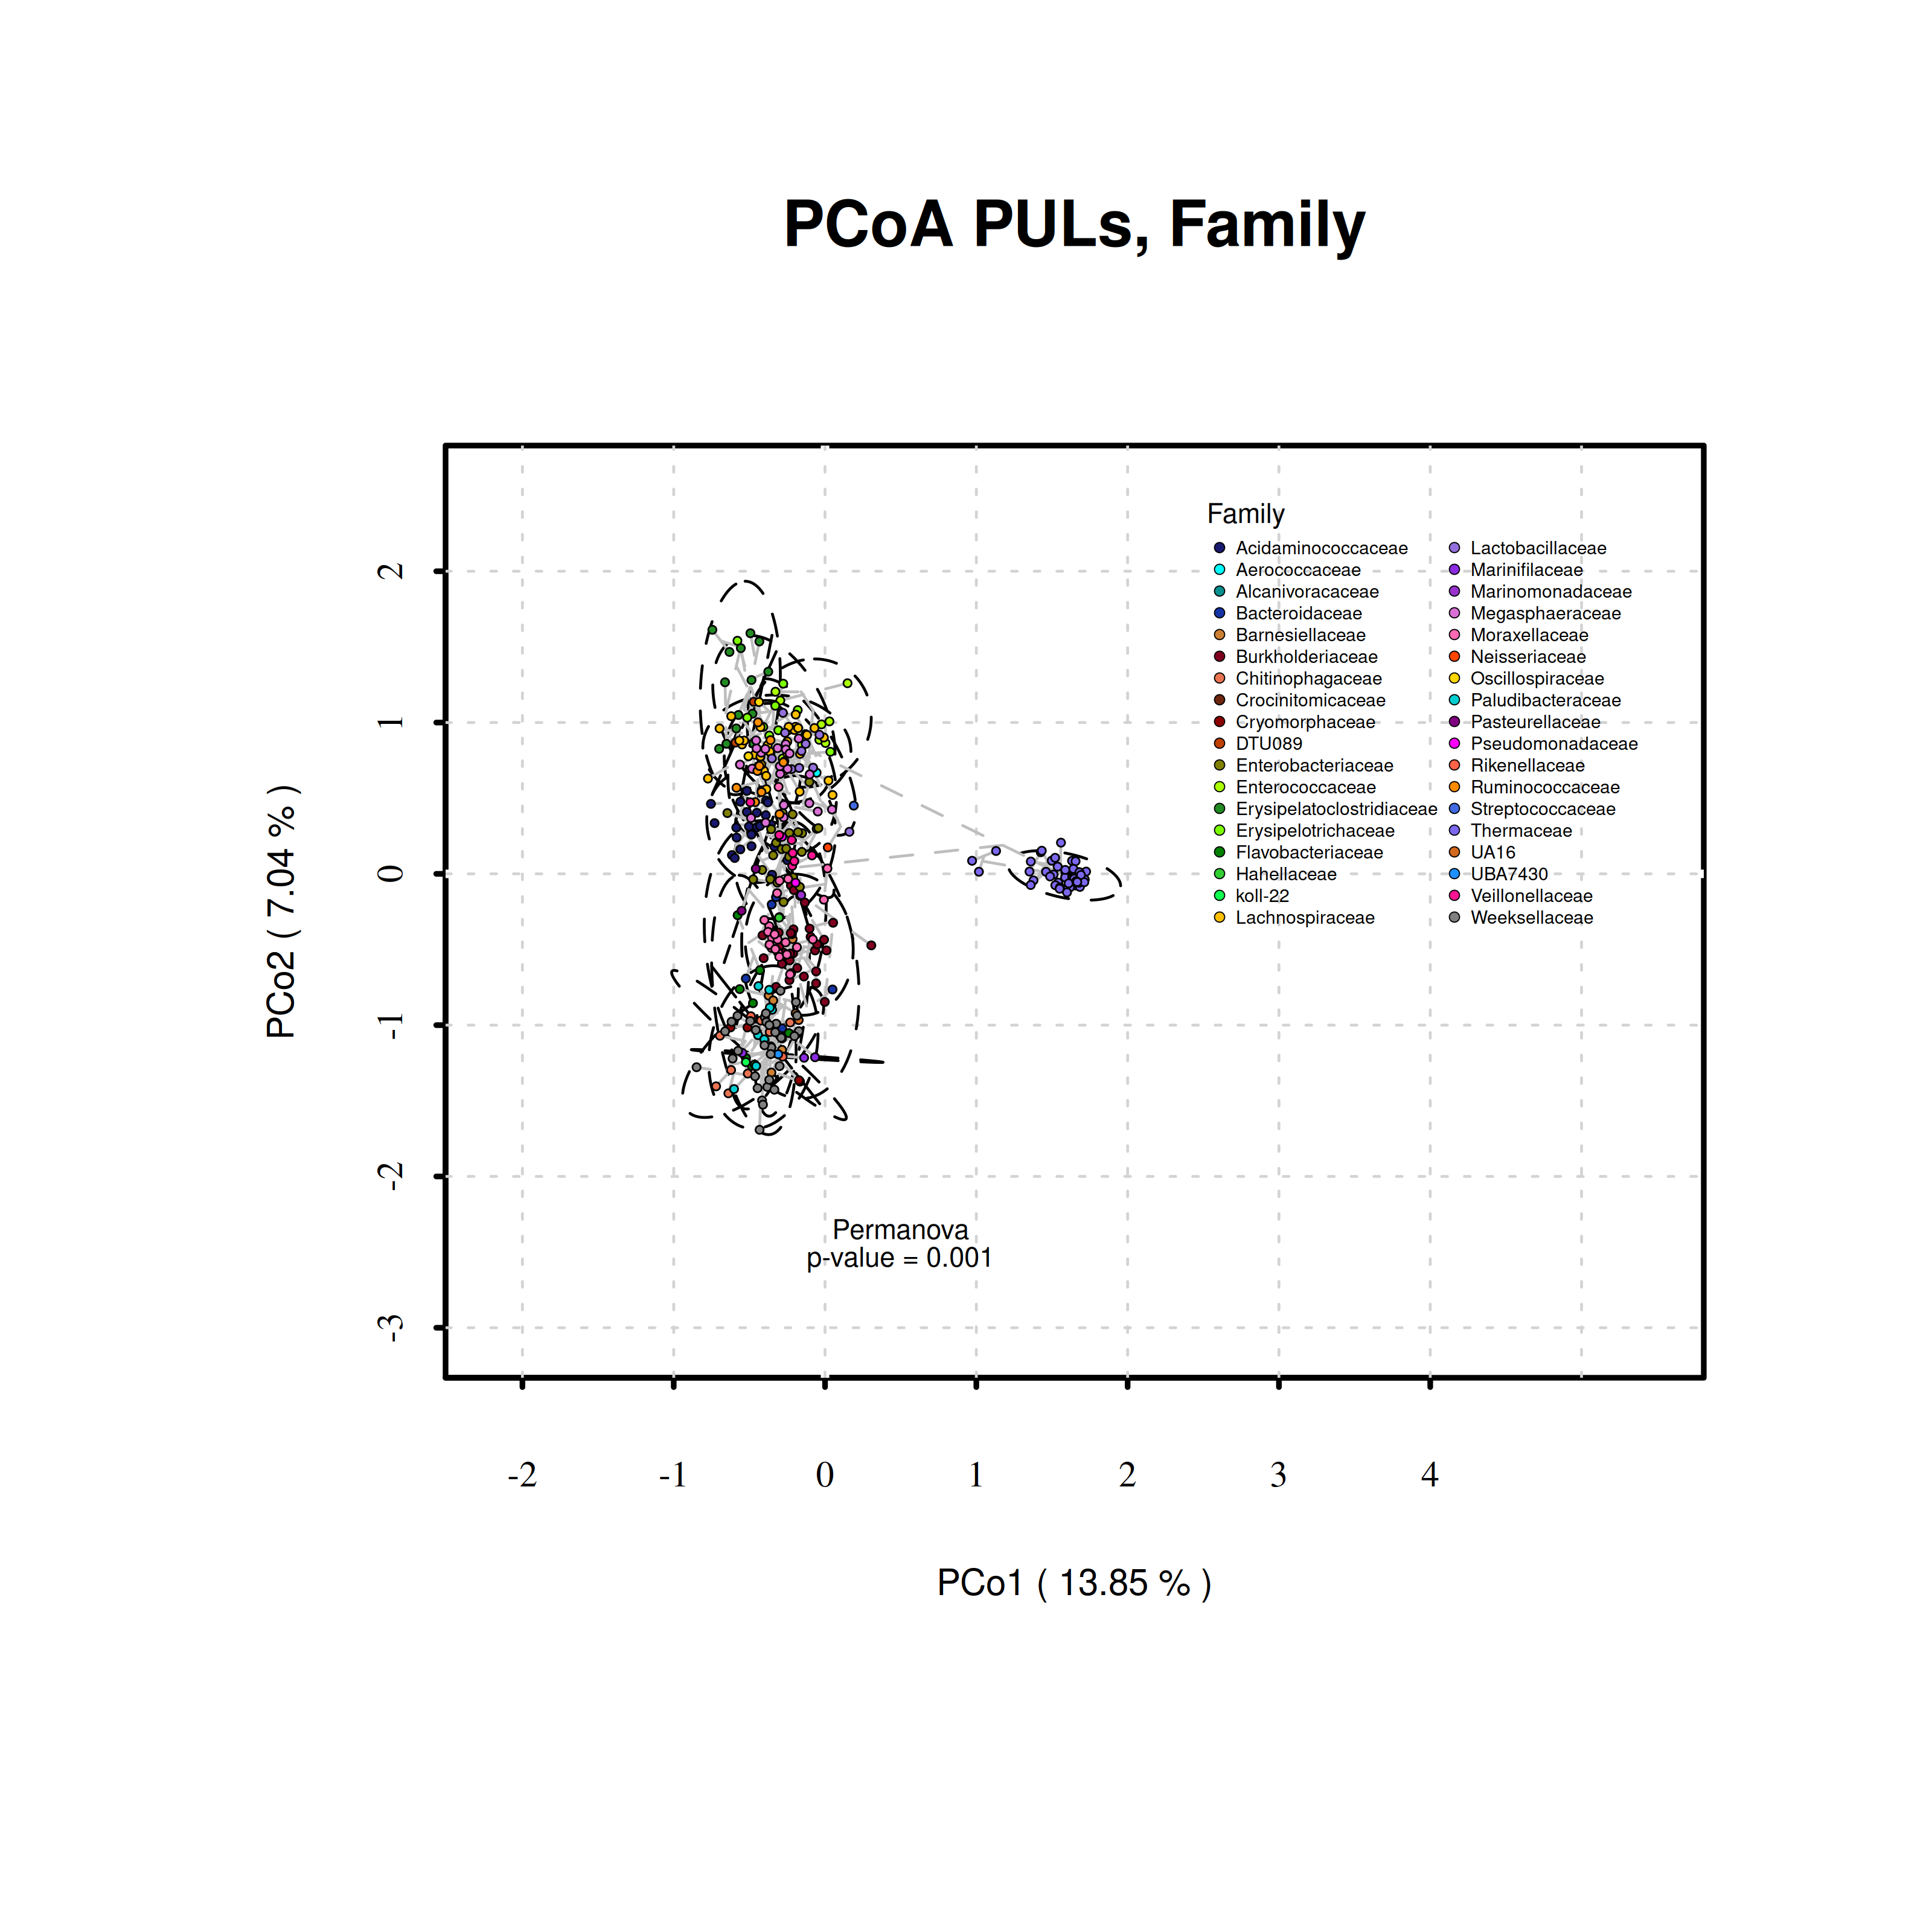 PCoA PULs, Family
Family
Acidaminococcaceae
Aerococcaceae
Alcanivoracaceae
Bacteroidaceae
Barnesiellaceae
Burkholderiaceae
Chitinophagaceae
Crocinitomicaceae
Cryomorphaceae
DTU089
Enterobacteriaceae
Enterococcaceae
Erysipelatoclostridiaceae
Erysipelotrichaceae
Flavobacteriaceae
Hahellaceae
koll-22
Lachnospiraceae
Lactobacillaceae
Marinifilaceae
Marinomonadaceae
Megasphaeraceae
Moraxellaceae
Neisseriaceae
Oscillospiraceae
Paludibacteraceae
Pasteurellaceae
Pseudomonadaceae
Rikenellaceae
Ruminococcaceae
Streptococcaceae
Thermaceae
UA16
UBA7430
Veillonellaceae
Weeksellaceae
2
1
0
-1
-2
-3
PCo2 ( 7.04 % )
Permanova
p-value = 0.001
-2 -1 0 1 2 3 4
PCo1 ( 13.85 % )